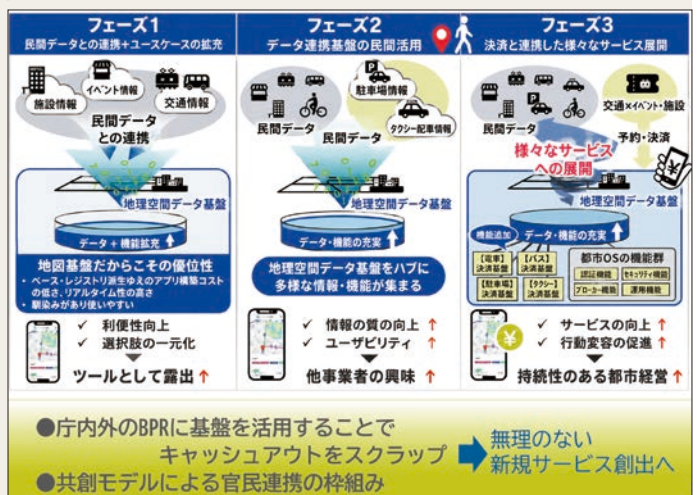 フェーズ1
民間データとの連携+ユースケースの拡充
施設情報
イベント情報
交通情報
民間データ
との連携
地理空間データ基盤
データ + 機能拡充
地図基盤だからこその優位性
・ ベース・レジストリ派生ゆえのアプリ構築コスト
の低さ、リアルタイム性の高さ
・ 馴染みがあり使いやすい
✓ 利便性向上
✓ 選択肢の一元化
ツールとして露出↑
フェーズ2
データ連携基盤の民間活用
駐車場情報
タクシー配車情報
民間データ
民間データ
地理空間データ基盤
データ・機能の充実
地理空間データ基盤をハブに
多様な情報・機能が集まる
✓ 情報の質の向上 ↑
✓ ユーザビリティ ↑
他事業者の興味 ↑
フェーズ3
決済と連携した様々なサービス展開
民間データ
交通×イベント・施設
予約・決済
様々なサービス
への展開
地理空間データ基盤
機能追加
データ・機能の充実
【電車】
決済基盤
【バス】
決済基盤
【駐車場】
決済基盤
【タクシー】
決済基盤
都市OSの機能群
認証機能
セキュリティ機能
ブローカー機能
運用機能
✓ サービスの向上 ↑
✓ 行動変容の促進 ↑
持続性のある都市経営 ↑
●庁内外のBPRに基盤を活用することで
キャッシュアウトをスクラップ
●共創モデルによる官民連携の枠組み
無理のない
新規サービス創出へ